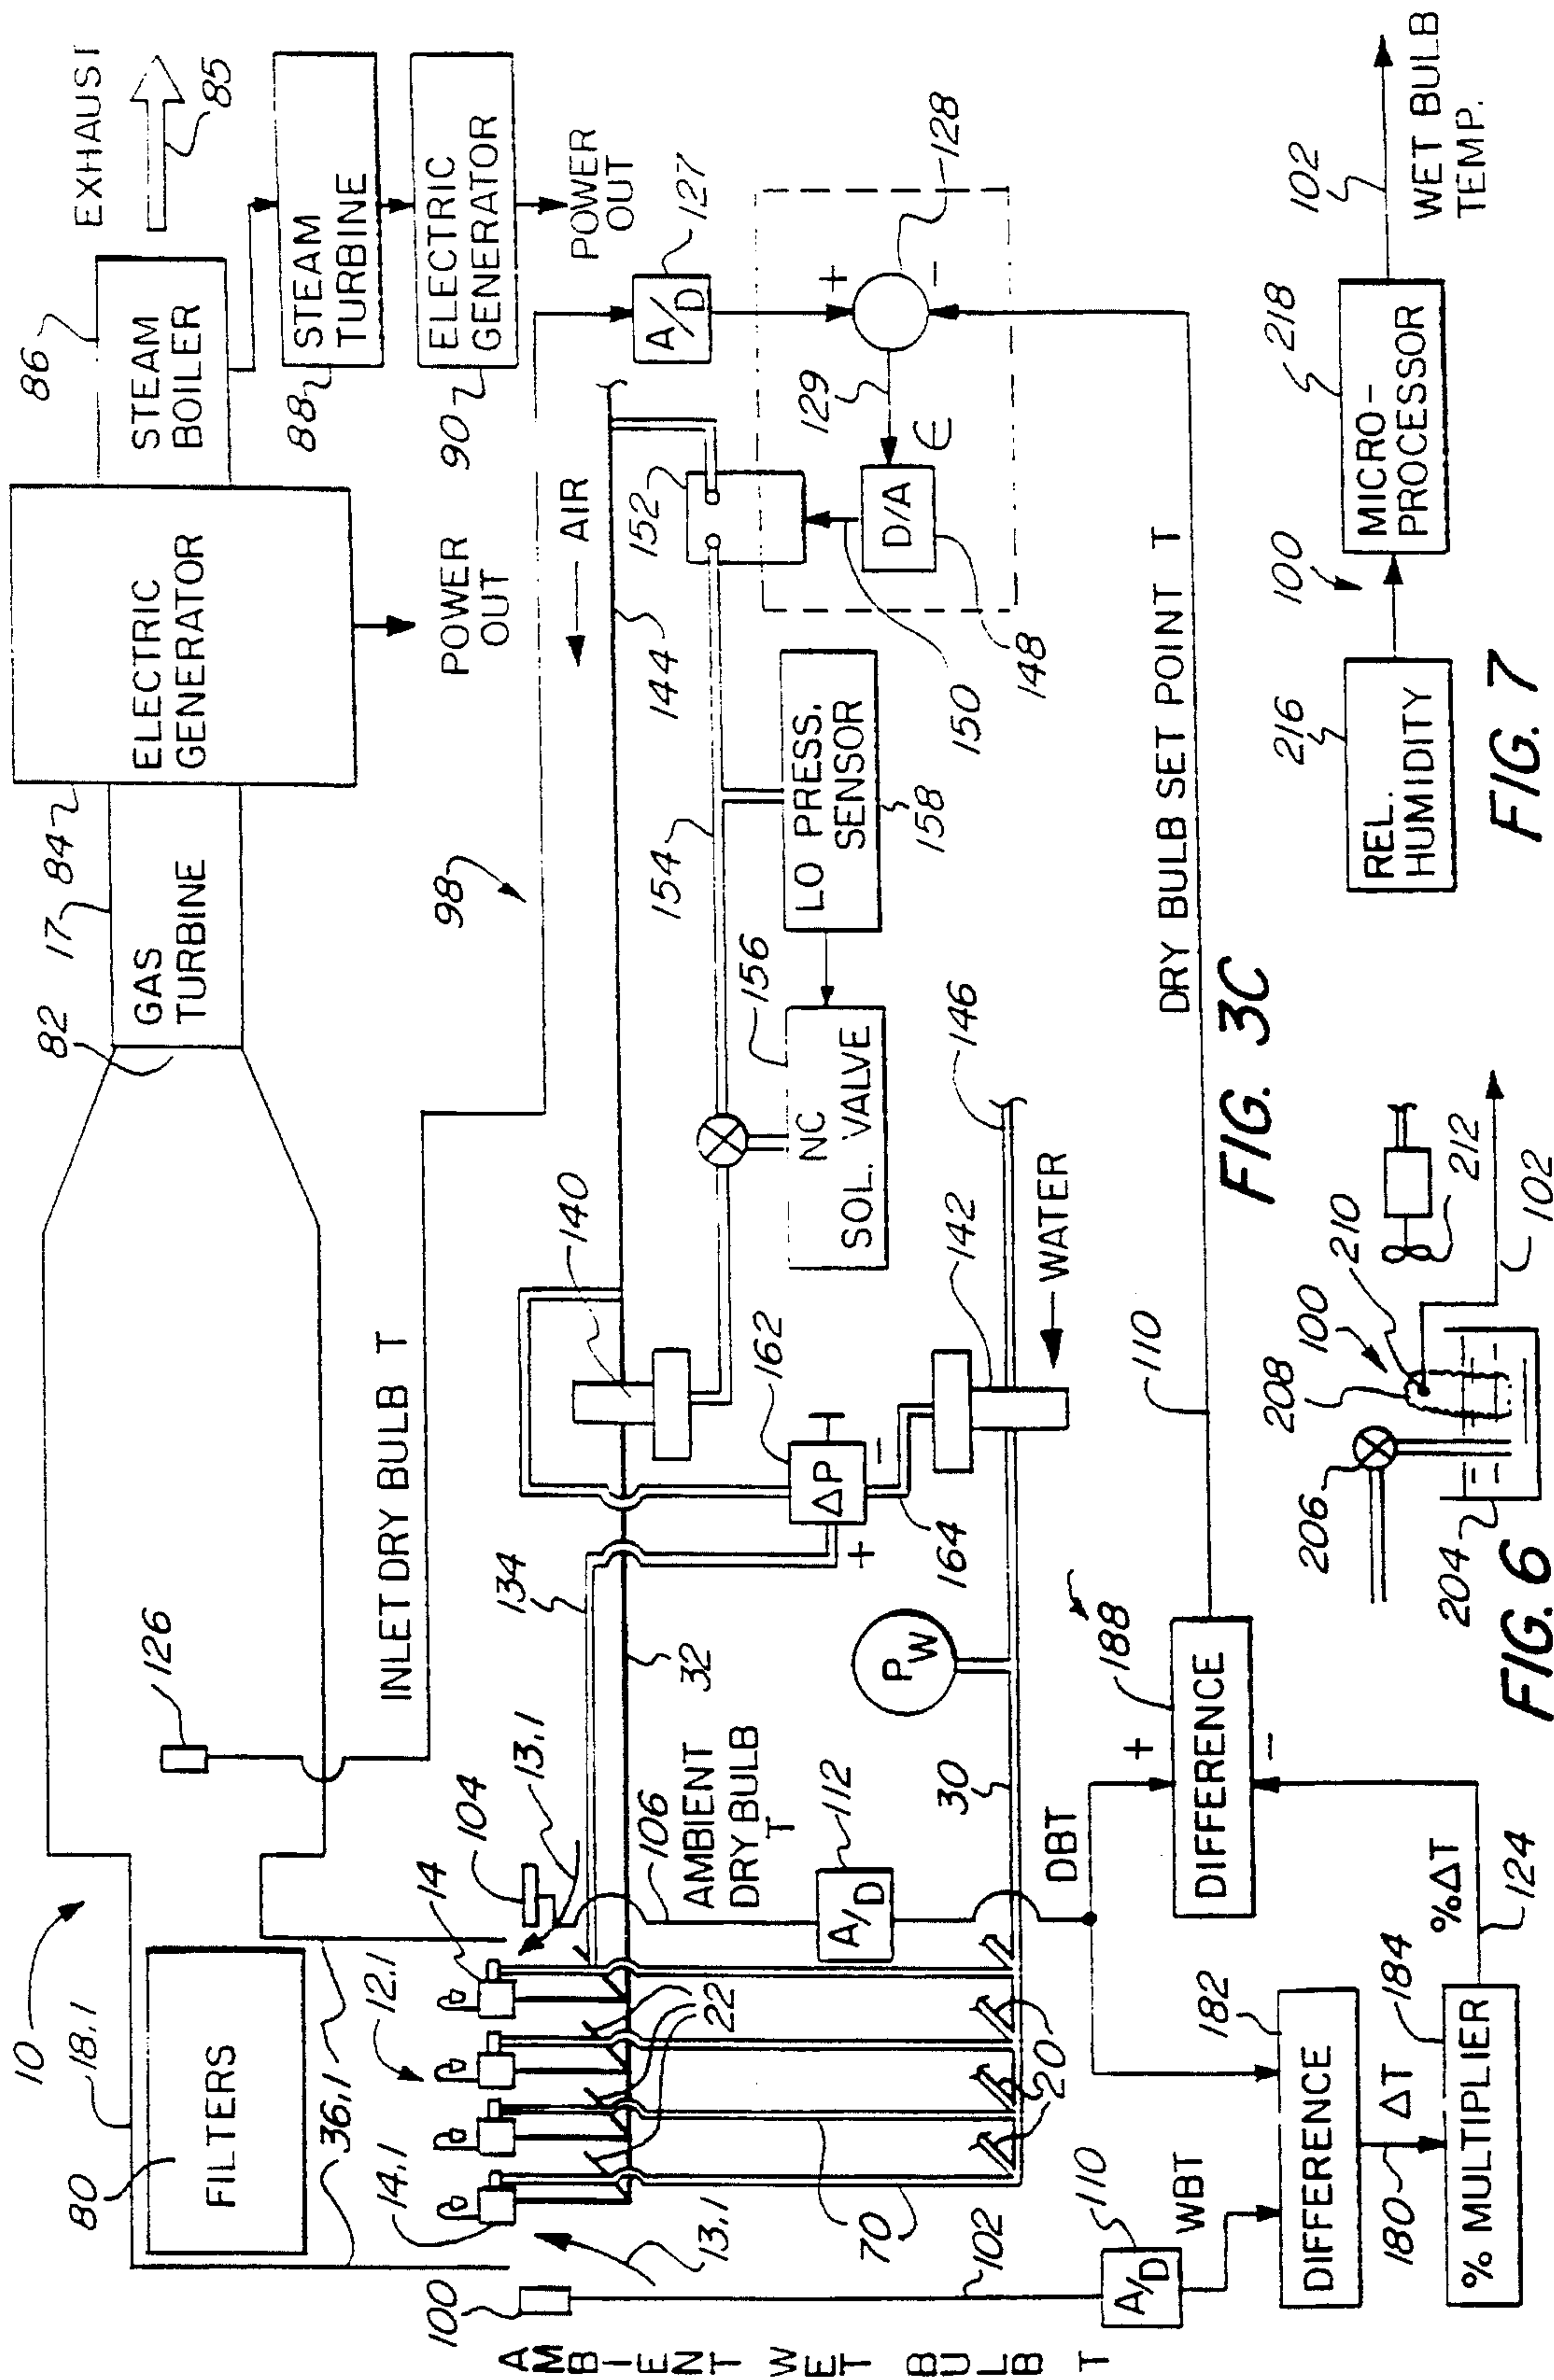 10
18.1
80
FILTERS
36.1
126
82
GAS
TURBINE
17
84
ELECTRIC
GENERATOR
POWER
OUT
86
STEAM
BOILER
EXHAUST
85
88
STEAM
TURBINE
90
ELECTRIC
GENERATOR
POWER
OUT
INLET DRY BULB T
98
A/D
127
100
14.1
12.1
14
104
13.1
13.1
22
134
32
140
144
AIR
152
128
+
-
129
ϵ
D/A
148
150
154
LO PRESS.
SENSOR
158
156
NC
SOL. VALVE
162
ΔP
+
-
164
142
146
WATER
PW
30
106
AMBIENT
DRY BULB
T
112
A/D
70
20
102
A/D
110
AMBIENT WET BULB T
WBT
DBT
DIFFERENCE
182
180
ΔT
% MULTIPLIER
184
%ΔT
124
DIFFERENCE
188
+
-
110
DRY BULB SET POINT T
FIG. 3C
206
208
100
210
212
204
102
FIG. 6
216
REL.
HUMIDITY
100
218
MICRO-
PROCESSOR
102
WET BULB
TEMP.
FIG. 7